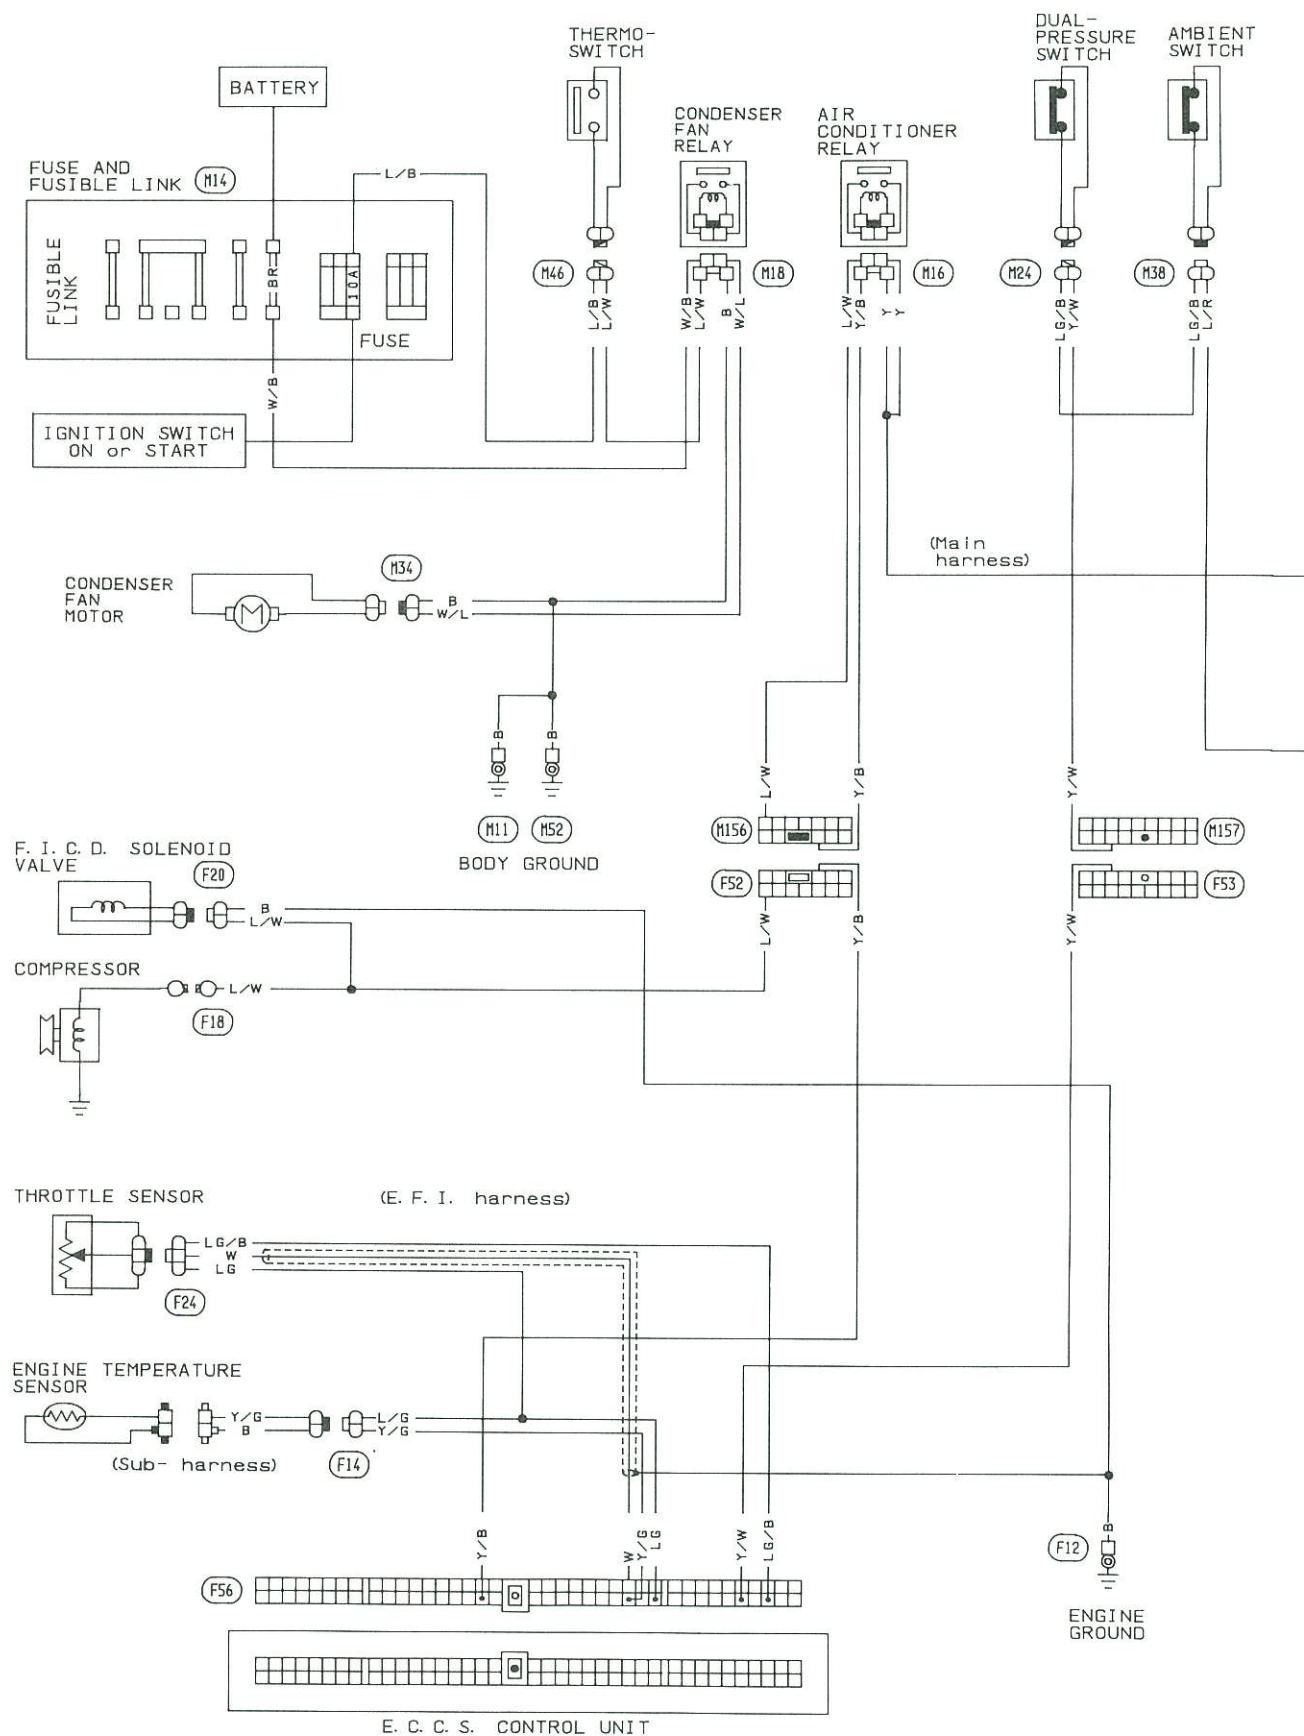 THERMO-
SWITCH
DUAL-
PRESSURE
SWITCH
AMBIENT
SWITCH
BATTERY
CONDENSER
FAN
RELAY
AIR
CONDITIONER
RELAY
FUSE AND
FUSIBLE LINK
M14
L/B
FUSIBLE
LINK
BR
10A
FUSE
M46
M18
M16
M24
M38
L/B
L/W
W/B
L/W
B
W/L
L/W
Y/B
Y
Y
LG/B
Y/W
LG/B
L/R
W/B
IGNITION SWITCH
ON or START
(Main
harness)
CONDENSER
FAN
MOTOR
M34
B
W/L
B
B
M11
M52
BODY GROUND
L/W
Y/B
Y/W
M156
M157
F. I. C. D. SOLENOID
VALVE
F20
F52
F53
B
L/W
L/W
Y/B
Y/W
COMPRESSOR
L/W
F18
THROTTLE SENSOR
(E. F. I. harness)
LG/B
W
LG
F24
ENGINE TEMPERATURE
SENSOR
Y/G
B
L/G
Y/G
(Sub- harness)
F14
Y/B
W
Y/G
LG
Y/W
LG/B
B
F12
F56
ENGINE
GROUND
E. C. C. S. CONTROL UNIT